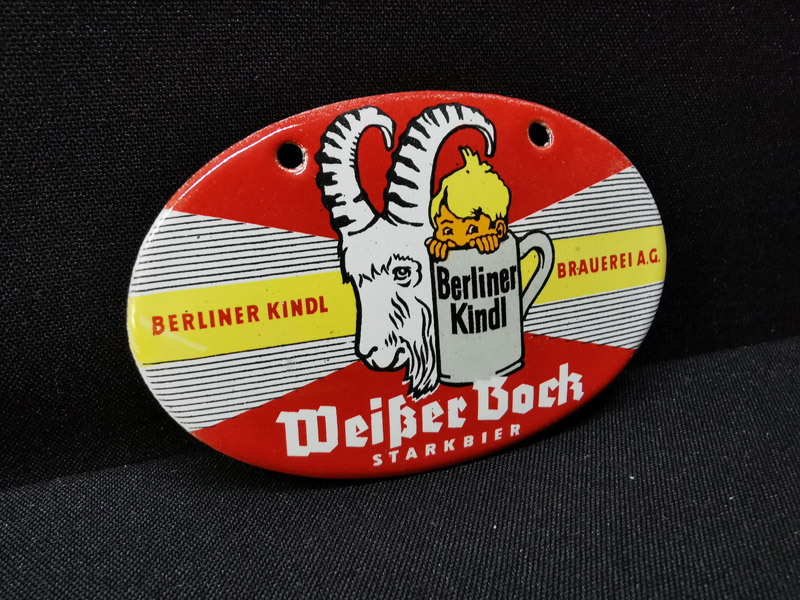 BERLINER KINDL
Berliner
Kindl
BRAUEREI A.G.
Weißer Bock
STARKBIER